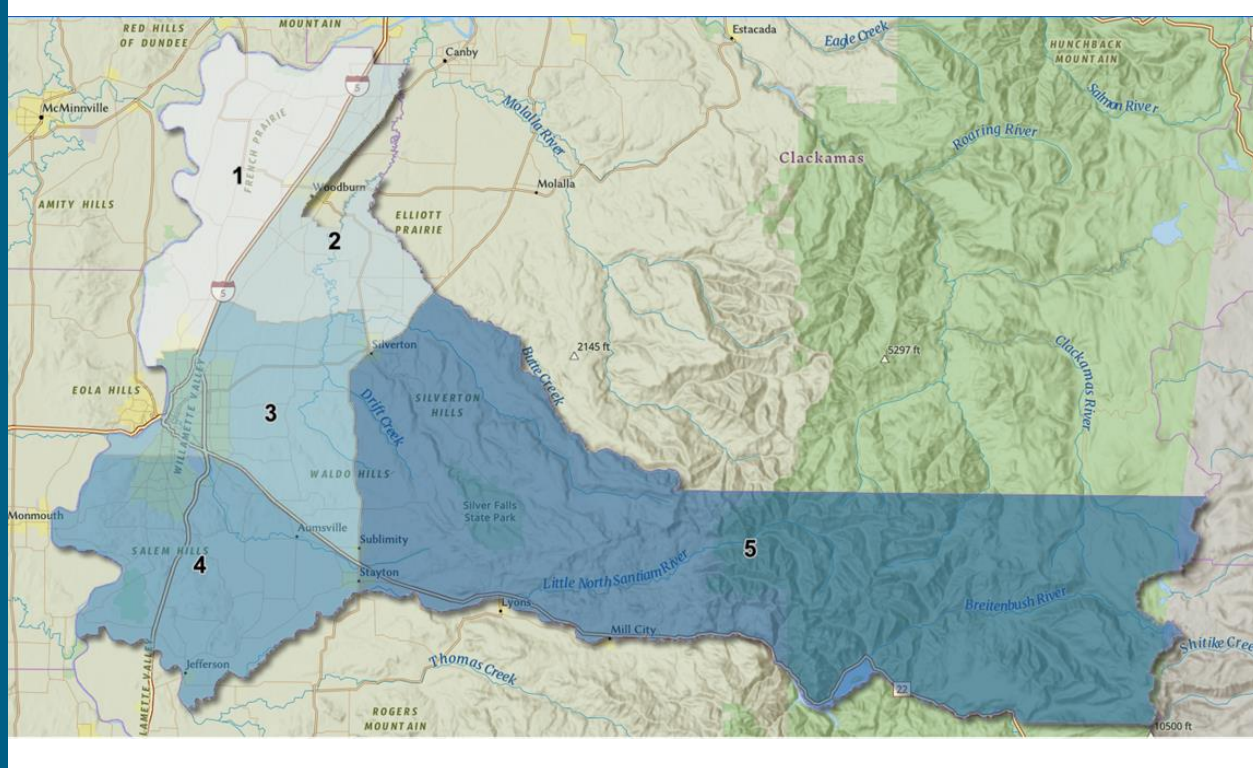 MOUNTAIN
RED HILLS
OF DUNDEE
Estacada
Eagle Creek
Canby
HUNCHBACK
MOUNTAIN
5
McMinnville
Molalla River
Salmon River
FRENCH PRAIRIE
Roaring River
Clackamas
1
Woodburn
Molalla
AMITY HILLS
ELLIOTT
PRAIRIE
2
5
Silverton
2145 ft
5297 ft
Butte Creek
Clackamas River
EOLA HILLS
WILLAMETTE VALLEY
3
Drift Creek
SILVERTON
HILLS
WALDO HILLS
Silver Falls
State Park
Monmouth
Aumsville
Sublimity
SALEM HILLS
4
5
Stayton
Little North Santiam River
Lyons
Breitenbush River
Mill City
Shitike Cree
Jefferson
LAMETTE VALLEY
Thomas Creek
22
ROGERS
MOUNTAIN
10500 ft